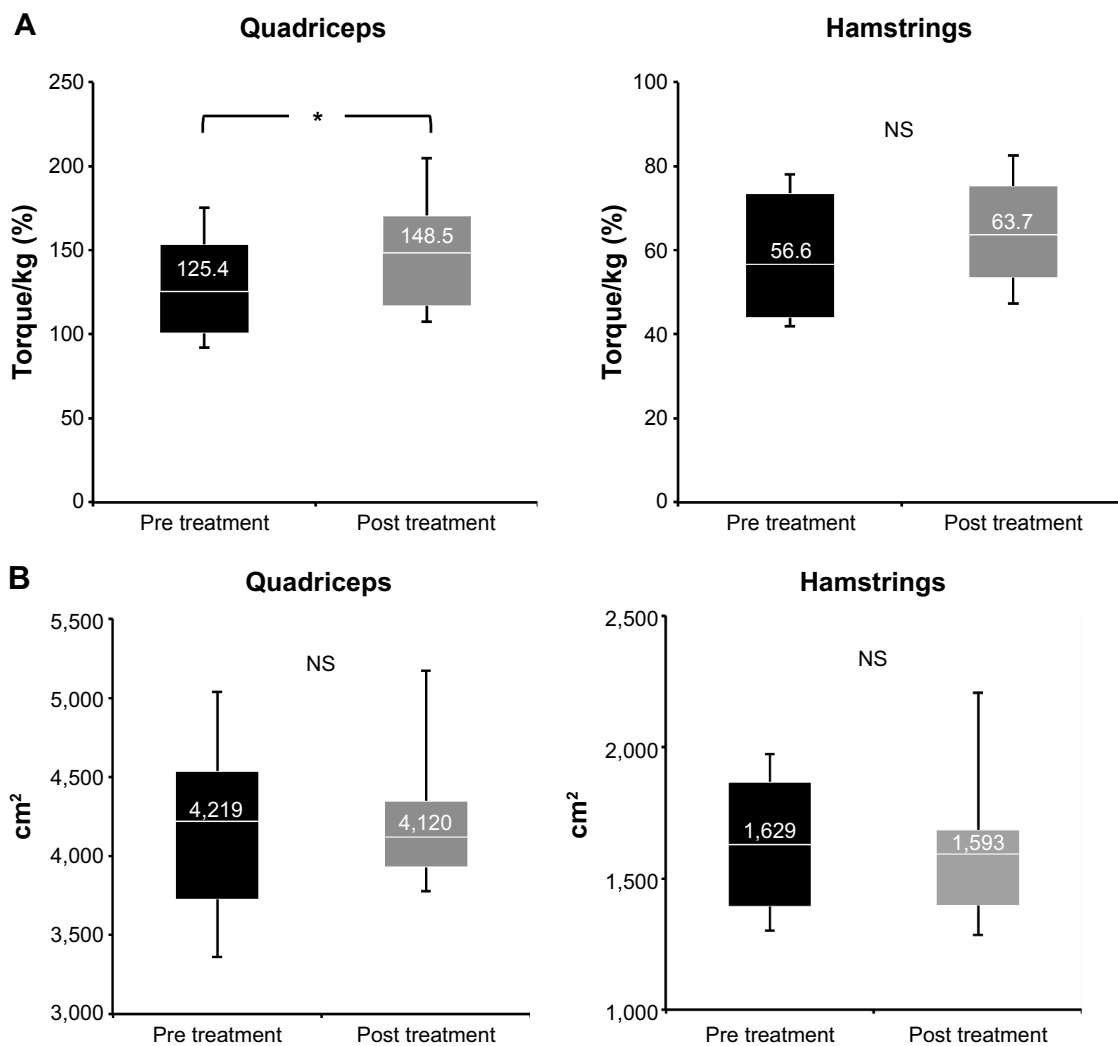 A
Quadriceps
Hamstrings
250
200
150
100
50
0
Torque/kg (%)
*
125.4
148.5
Pre treatment
Post treatment
100
80
60
40
20
0
Torque/kg (%)
NS
56.6
63.7
Pre treatment
Post treatment
B
Quadriceps
Hamstrings
5,500
5,000
4,500
4,000
3,500
3,000
cm²
NS
4,219
4,120
Pre treatment
Post treatment
2,500
2,000
1,500
1,000
cm²
NS
1,629
1,593
Pre treatment
Post treatment